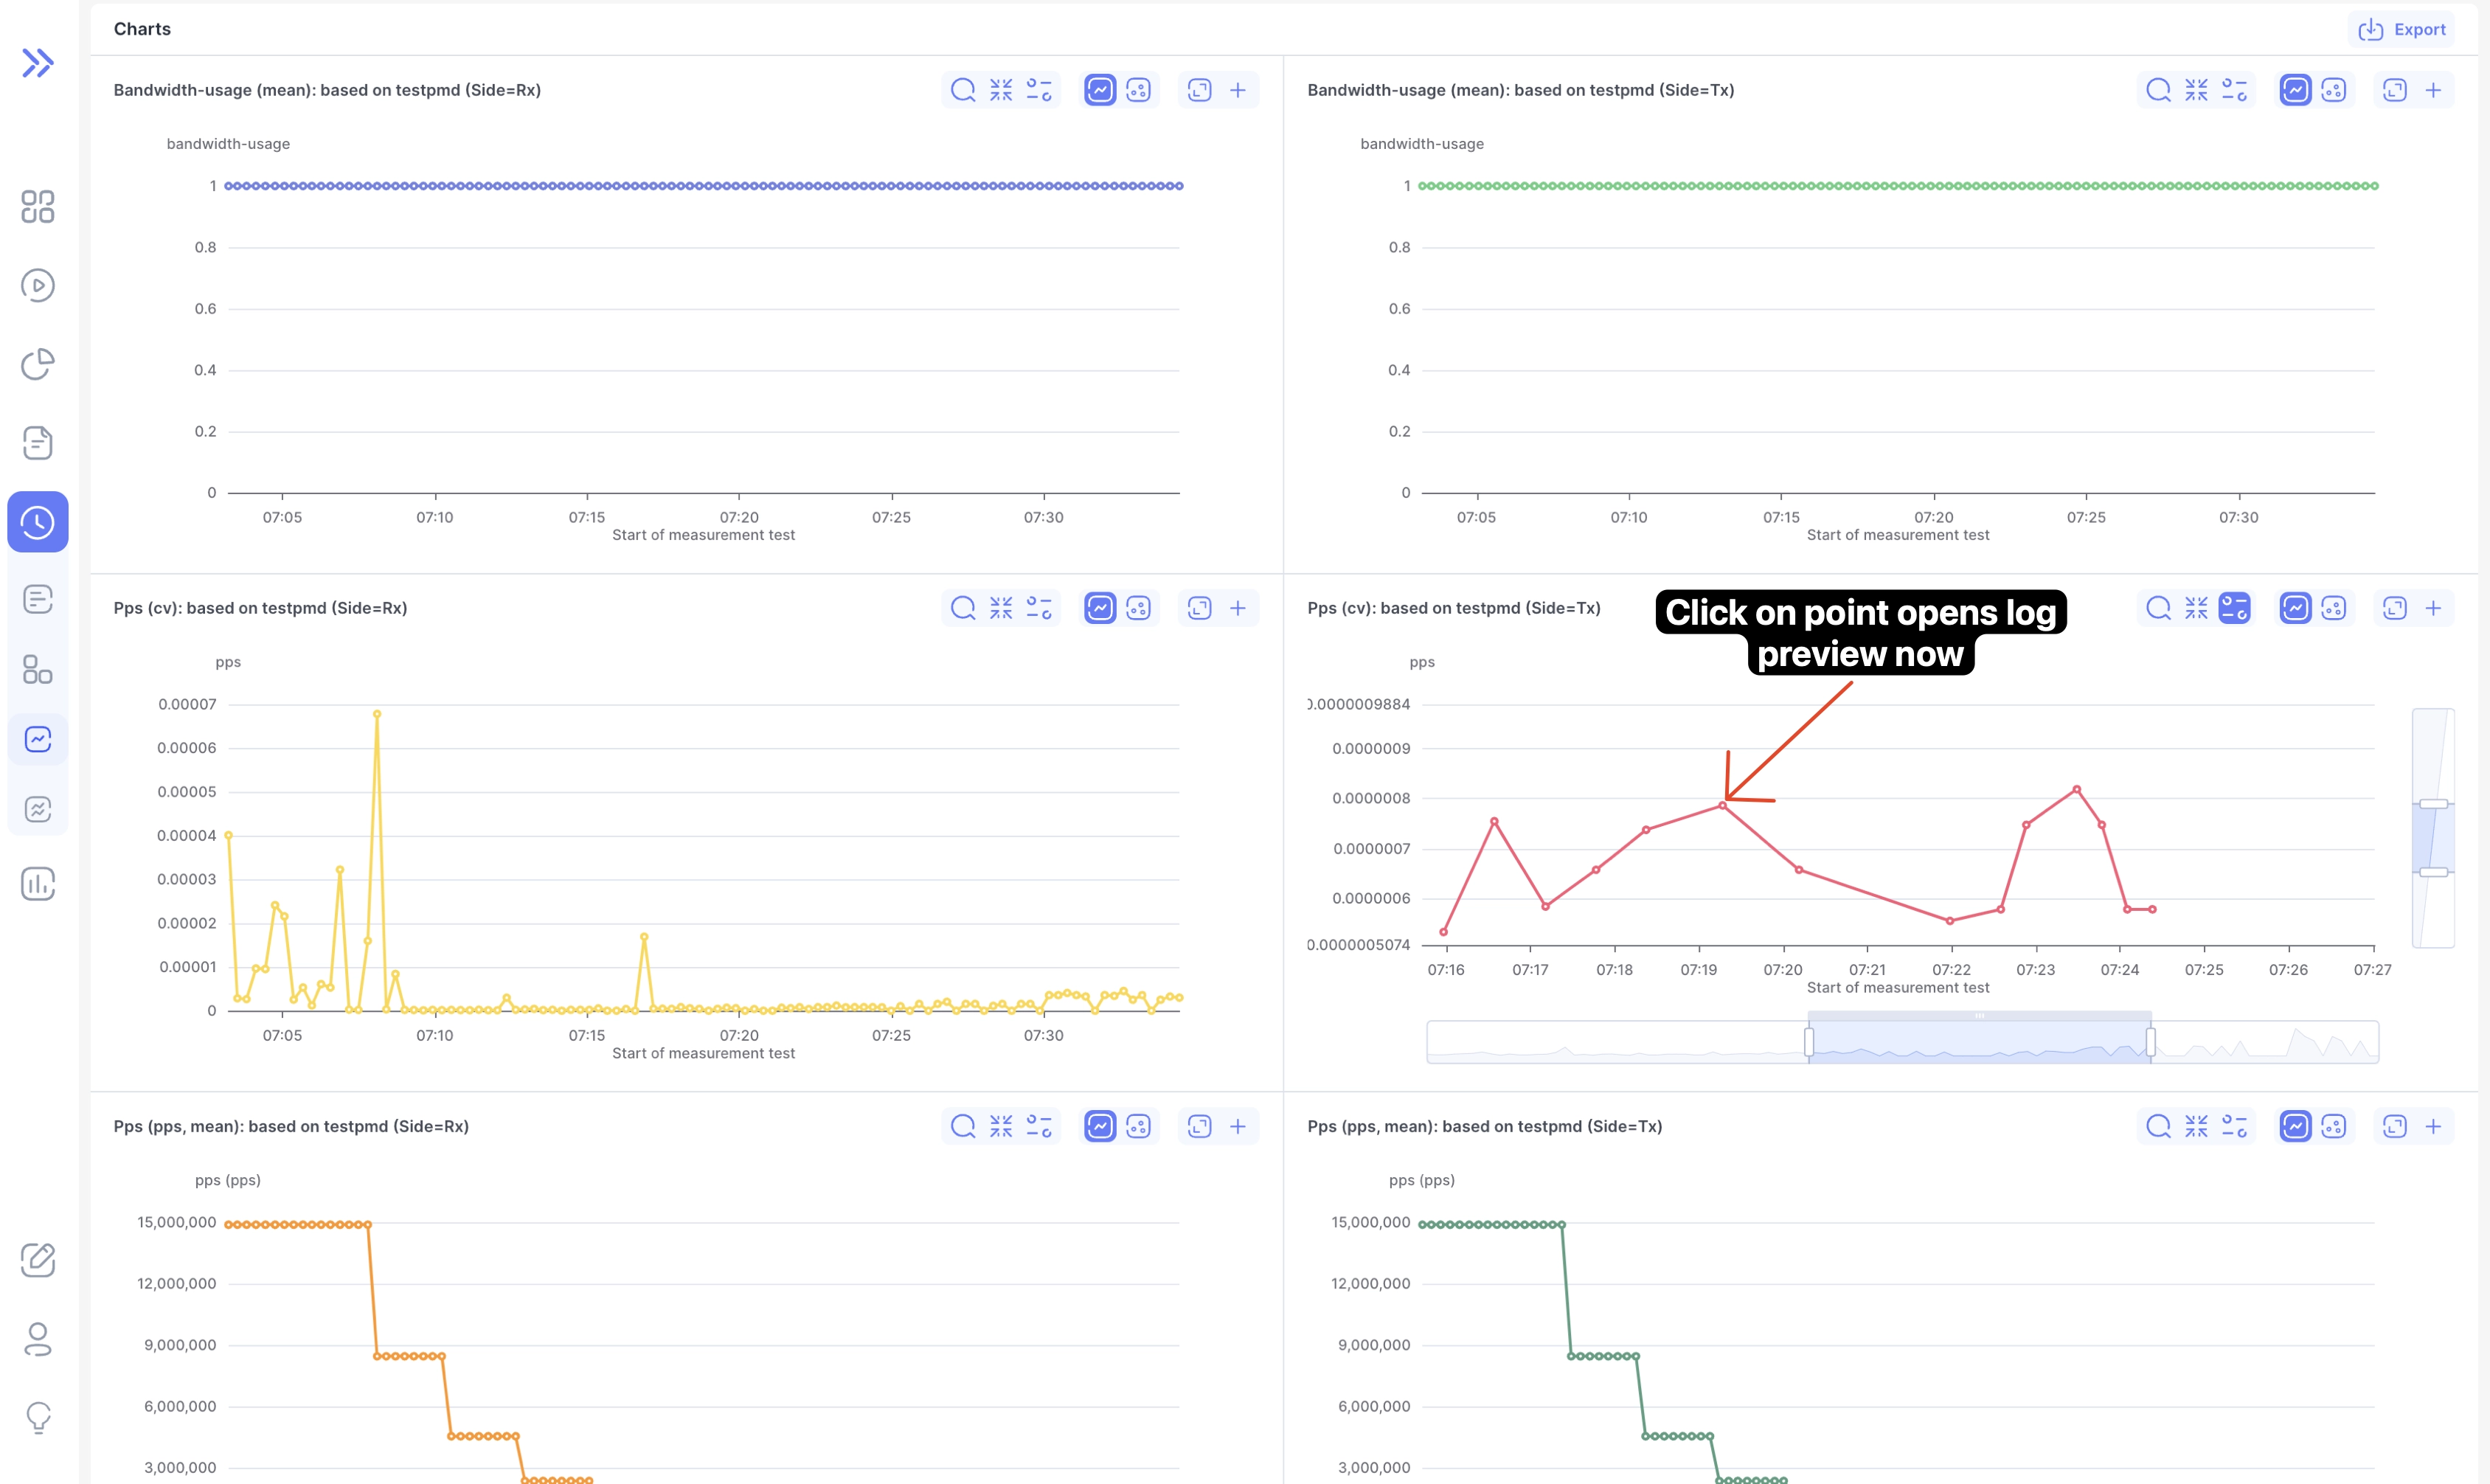 Charts
Export
Bandwidth-usage (mean): based on testpmd (Side=Rx)
bandwidth-usage
1
0.8
0.6
0.4
0.2
0
07:05 07:10 07:15 07:20 07:25 07:30
Start of measurement test
Bandwidth-usage (mean): based on testpmd (Side=Tx)
bandwidth-usage
1
0.8
0.6
0.4
0.2
0
07:05 07:10 07:15 07:20 07:25 07:30
Start of measurement test
Pps (cv): based on testpmd (Side=Rx)
pps
0.00007
0.00006
0.00005
0.00004
0.00003
0.00002
0.00001
0
07:05 07:10 07:15 07:20 07:25 07:30
Start of measurement test
Pps (cv): based on testpmd (Side=Tx)
Click on point opens log
preview now
pps
0.0000009884
0.0000009
0.0000008
0.0000007
0.0000006
0.0000005074
07:16 07:17 07:18 07:19 07:20 07:21 07:22 07:23 07:24 07:25 07:26 07:27
Start of measurement test
Pps (pps, mean): based on testpmd (Side=Rx)
pps (pps)
15,000,000
12,000,000
9,000,000
6,000,000
3,000,000
Pps (pps, mean): based on testpmd (Side=Tx)
pps (pps)
15,000,000
12,000,000
9,000,000
6,000,000
3,000,000